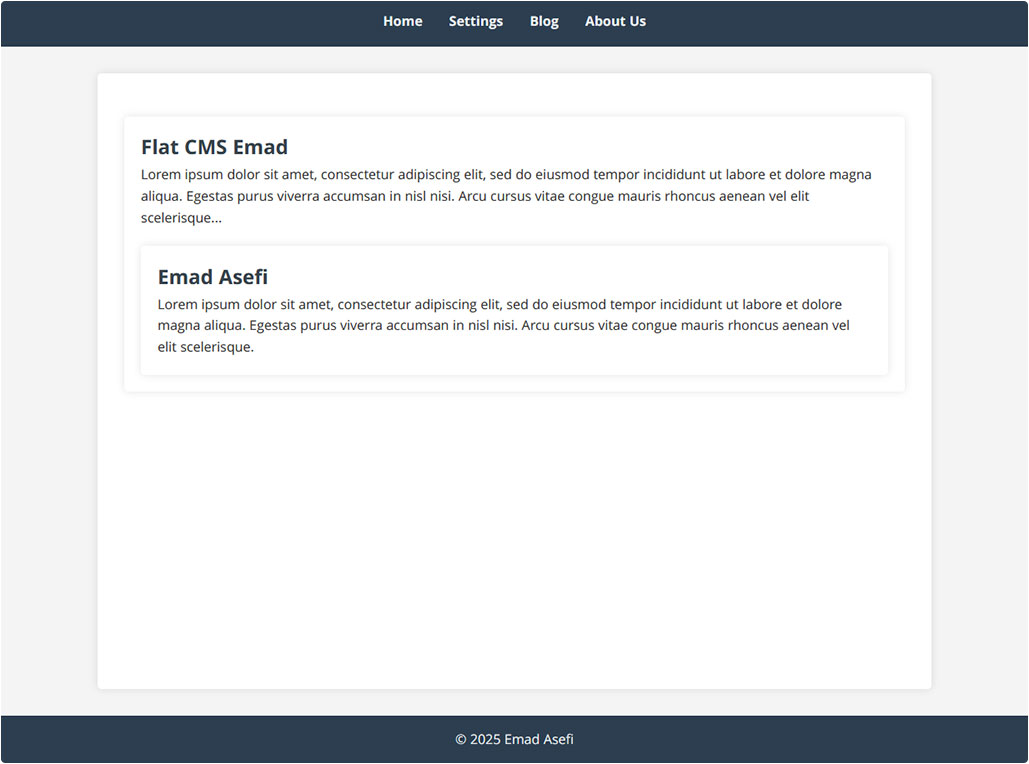 Home Settings Blog About Us
Flat CMS Emad
Lorem ipsum dolor sit amet, consectetur adipiscing elit, sed do eiusmod tempor incididunt ut labore et dolore magna
aliqua. Egestas purus viverra accumsan in nisl nisi. Arcu cursus vitae congue mauris rhoncus aenean vel elit
scelerisque...
Emad Asefi
Lorem ipsum dolor sit amet, consectetur adipiscing elit, sed do eiusmod tempor incididunt ut labore et dolore
magna aliqua. Egestas purus viverra accumsan in nisl nisi. Arcu cursus vitae congue mauris rhoncus aenean vel
elit scelerisque.
© 2025 Emad Asefi